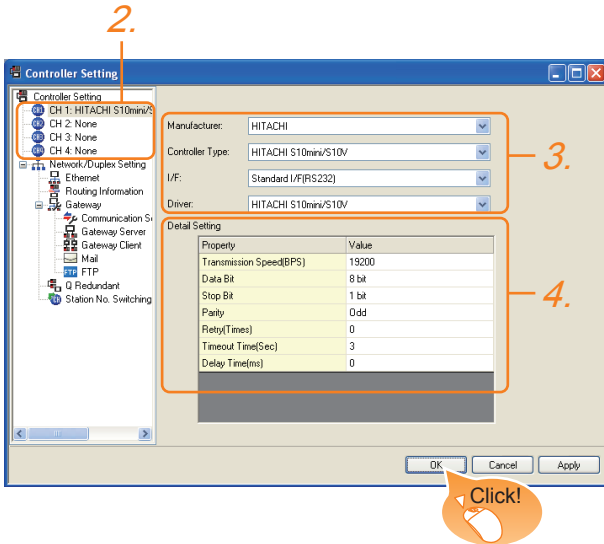 2.
Controller Setting
Controller Setting
CH 1: HITACHI S10mini/S
CH 2: None
CH 3: None
CH 4: None
Network/Duplex Setting
Ethernet
Routing Information
Gateway
Communication S
Gateway Server
Gateway Client
Mail
FTP FTP
Q Redundant
Station No. Switching
Manufacturer: HITACHI
Controller Type: HITACHI S10mini/S10V
I/F: Standard I/F(RS232)
Driver: HITACHI S10mini/S10V
3.
Detail Setting
Property Value
Transmission Speed(BPS) 19200
Data Bit 8 bit
Stop Bit 1 bit
Parity Odd
Retry(Times) 0
Timeout Time(Sec) 3
Delay Time(ms) 0
4.
OK Cancel Apply
Click!